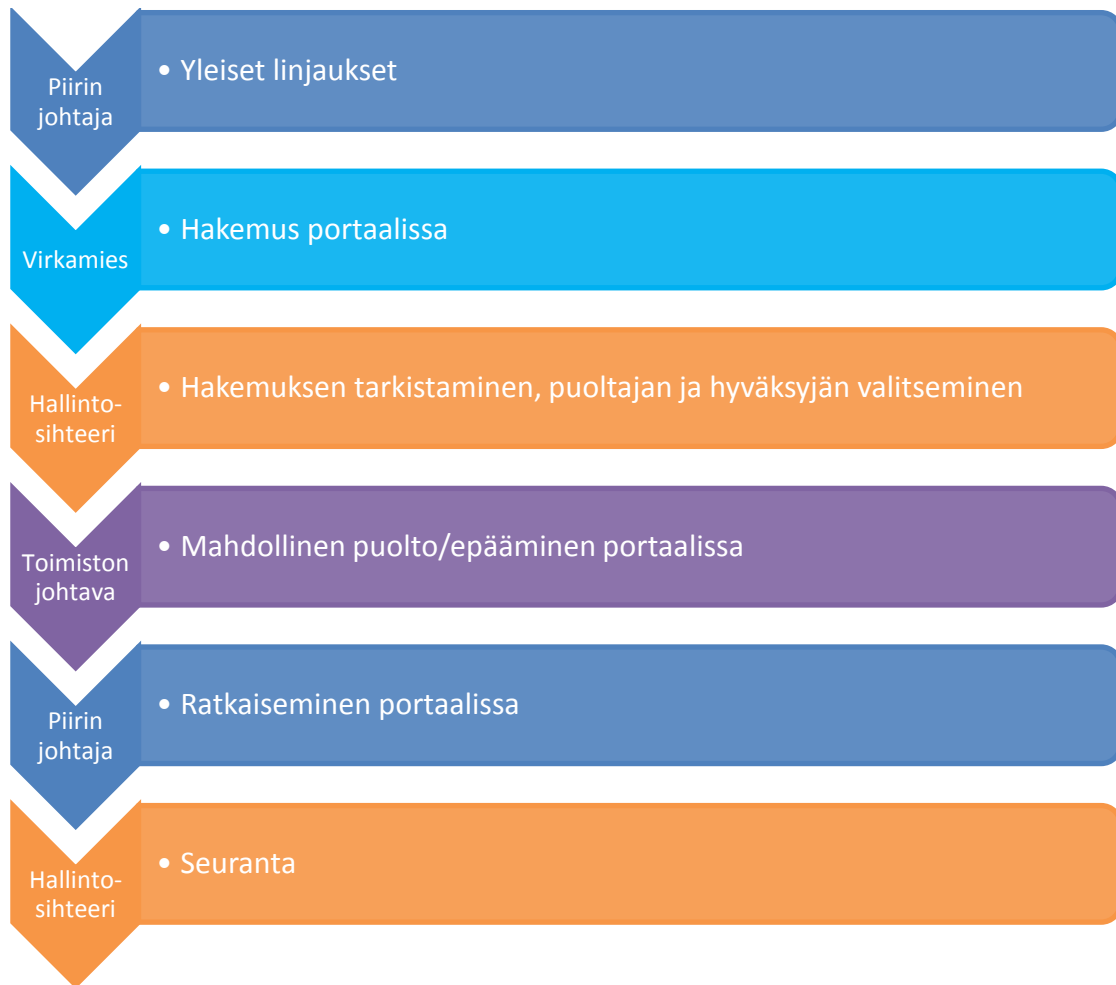 Piirin
johtaja
• Yleiset linjaukset
Virkamies
• Hakemus portaalissa
Hallinto-
sihteeri
• Hakemuksen tarkistaminen, puoltajan ja hyväksyjän valitseminen
Toimiston
johtava
• Mahdollinen puolto/epääminen portaalissa
Piirin
johtaja
• Ratkaiseminen portaalissa
Hallinto-
sihteeri
• Seuranta